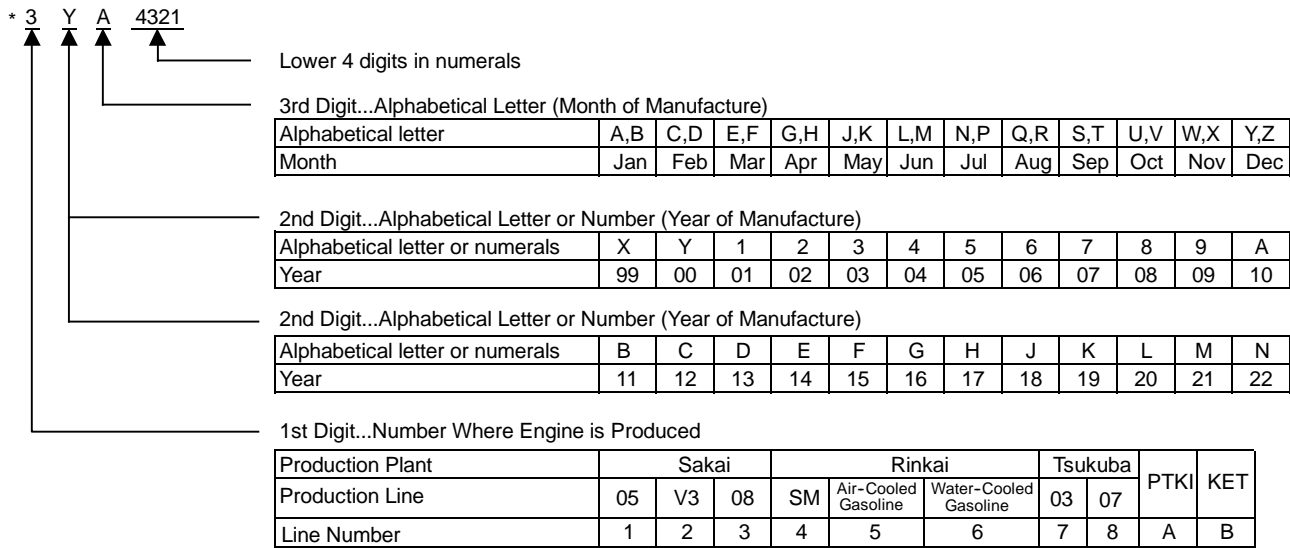 * 3 Y A 4321
Lower 4 digits in numerals
3rd Digit...Alphabetical Letter (Month of Manufacture)
Alphabetical letter A,B C,D E,F G,H J,K L,M N,P Q,R S,T U,V W,X Y,Z
Month Jan Feb Mar Apr May Jun Jul Aug Sep Oct Nov Dec
2nd Digit...Alphabetical Letter or Number (Year of Manufacture)
Alphabetical letter or numerals X Y 1 2 3 4 5 6 7 8 9 A
Year 99 00 01 02 03 04 05 06 07 08 09 10
2nd Digit...Alphabetical Letter or Number (Year of Manufacture)
Alphabetical letter or numerals B C D E F G H J K L M N
Year 11 12 13 14 15 16 17 18 19 20 21 22
1st Digit...Number Where Engine is Produced
Production Plant Sakai Rinkai Tsukuba PTKI KET
Production Line 05 V3 08 SM Air-Cooled Gasoline Water-Cooled Gasoline 03 07
Line Number 1 2 3 4 5 6 7 8 A B